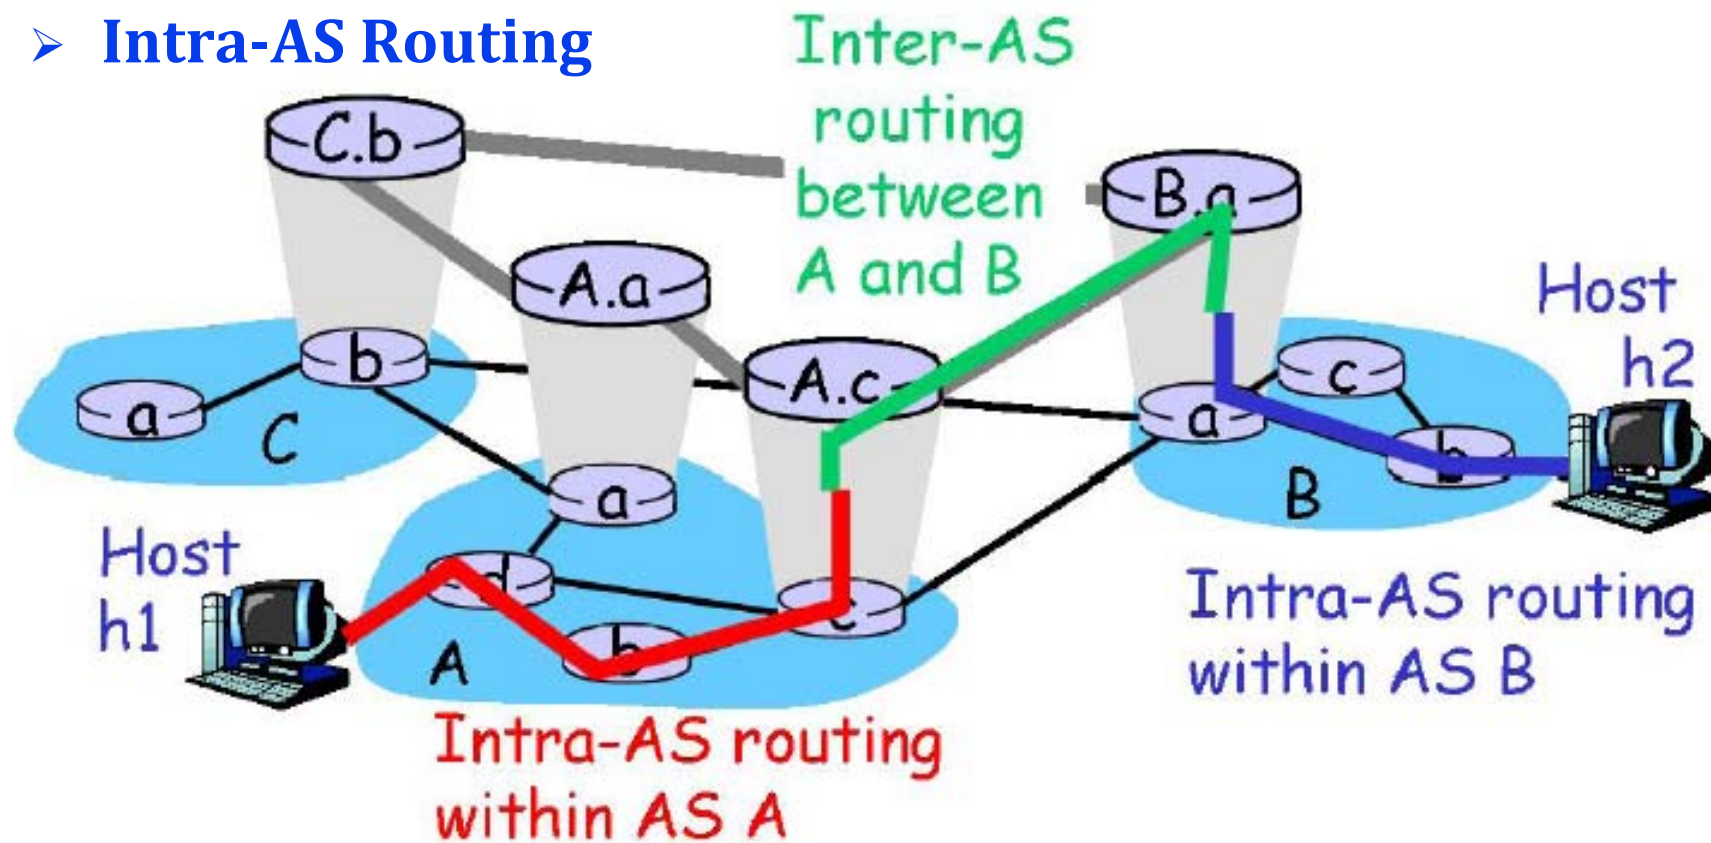 ➢ Intra-AS Routing
Inter-AS
routing
between
A and B
C.b
B.a
A.a
A.c
Host
h2
b
a
C
a
c
a
b
B
Host
h1
d
c
b
A
Intra-AS routing
within AS B
Intra-AS routing
within AS A